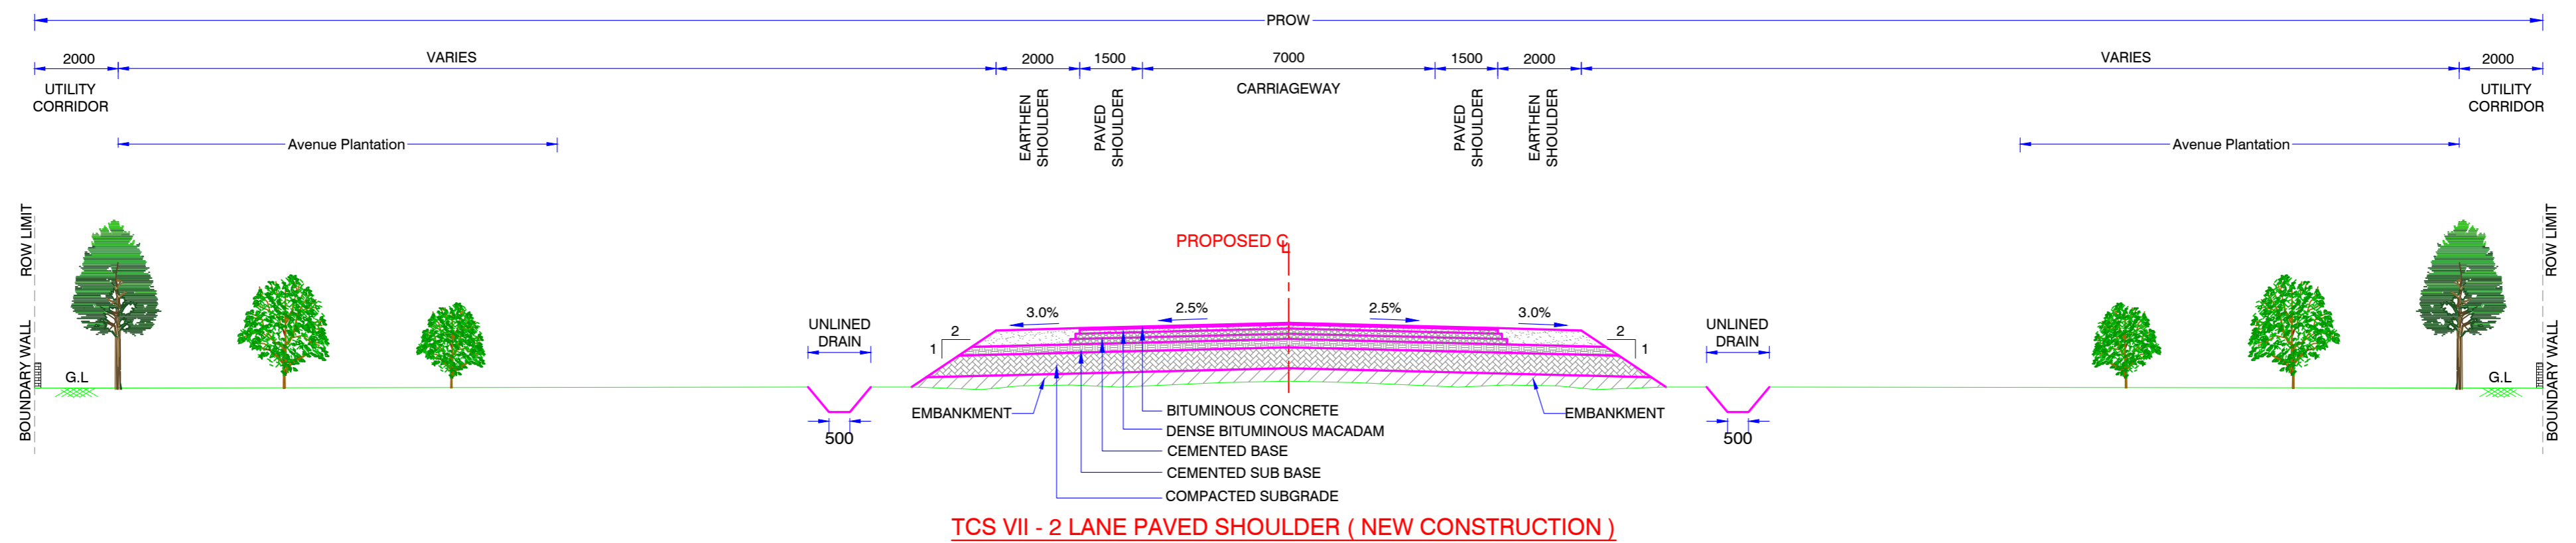 PROW
2000
VARIES
2000
1500
7000
1500
2000
VARIES
2000
UTILITY
CORRIDOR
EARTHEN
SHOULDER
PAVED
SHOULDER
CARRIAGEWAY
PAVED
SHOULDER
EARTHEN
SHOULDER
UTILITY
CORRIDOR
Avenue Plantation
Avenue Plantation
ROW LIMIT
BOUNDARY WALL
ROW LIMIT
BOUNDARY WALL
PROPOSED ℄
3.0%
2.5%
2.5%
3.0%
2
1
2
1
UNLINED
DRAIN
UNLINED
DRAIN
G.L
G.L
500
500
EMBANKMENT
EMBANKMENT
BITUMINOUS CONCRETE
DENSE BITUMINOUS MACADAM
CEMENTED BASE
CEMENTED SUB BASE
COMPACTED SUBGRADE
TCS VII - 2 LANE PAVED SHOULDER ( NEW CONSTRUCTION )